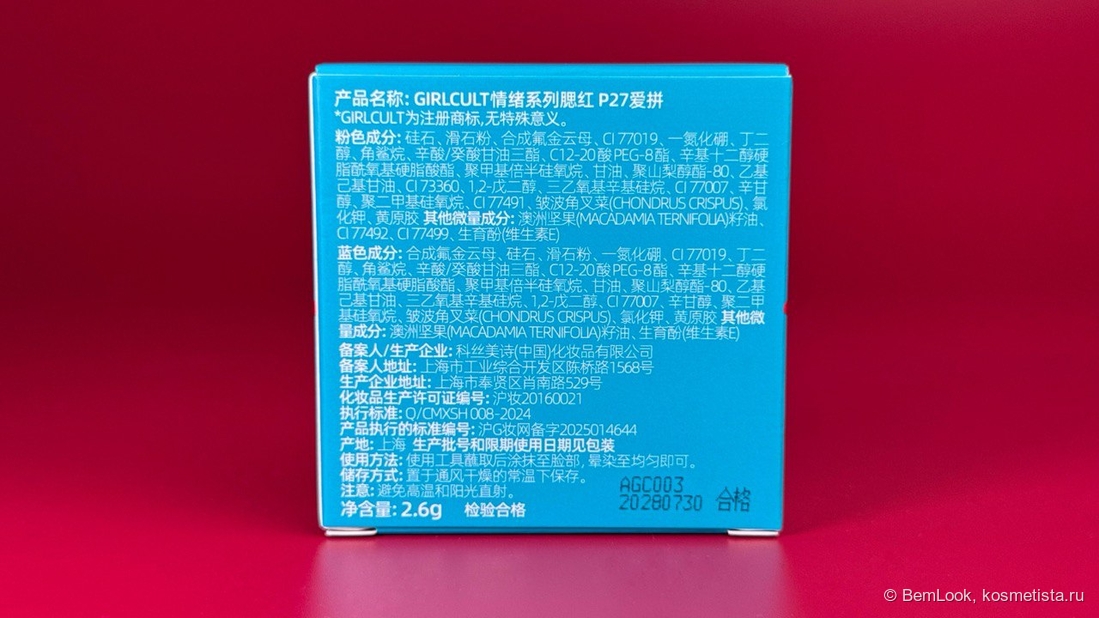 产品名称: GIRLCULT情绪系列腮红 P27爱拼
*GIRLCULT为注册商标,无特殊意义。
粉色成分: 硅石、滑石粉、合成氟金云母、CI 77019、一氮化硼、丁二
醇、角鲨烷、辛酸/癸酸甘油三酯、C12-20 酸 PEG-8 酯、辛基十二醇硬
脂酰氧基硬脂酸酯、聚甲基倍半硅氧烷、甘油、聚山梨醇酯-80、乙基
己基甘油、CI 73360、1,2-戊二醇、三乙氧基辛基硅烷、CI 77007、辛甘
醇、聚二甲基硅氧烷、CI 77491、皱波角叉菜(CHONDRUS CRISPUS)、氯
化钾、黄原胶 其他微量成分: 澳洲坚果(MACADAMIA TERNIFOLIA)籽油、
CI 77492、CI 77499、生育酚(维生素E)
蓝色成分: 合成氟金云母、硅石、滑石粉、一氮化硼、CI 77019、丁二
醇、角鲨烷、辛酸/癸酸甘油三酯、C12-20 酸 PEG-8 酯、辛基十二醇硬
脂酰氧基硬脂酸酯、聚甲基倍半硅氧烷、甘油、聚山梨醇酯-80、乙基
己基甘油、三乙氧基辛基硅烷、1,2-戊二醇、CI 77007、辛甘醇、聚二甲
基硅氧烷、皱波角叉菜(CHONDRUS CRISPUS)、氯化钾、黄原胶 其他微
量成分: 澳洲坚果(MACADAMIA TERNIFOLIA)籽油、生育酚(维生素E)
备案人/生产企业: 科丝美诗(中国)化妆品有限公司
备案人地址: 上海市工业综合开发区陈桥路1568号
生产企业地址: 上海市奉贤区肖南路529号
化妆品生产许可证编号: 沪妆20160021
执行标准: Q/CMXSH 008-2024
产品执行的标准编号: 沪G妆网备字2025014644
产地: 上海 生产批号和限期使用日期见包装
使用方法: 使用工具蘸取后涂抹至脸部,晕染至均匀即可。
储存方式: 置于通风干燥的常温下保存。
注意: 避免高温和阳光直射。
净含量: 2.6g 检验合格
AGC003
20280730 合格
© BemLook, kosmetista.ru